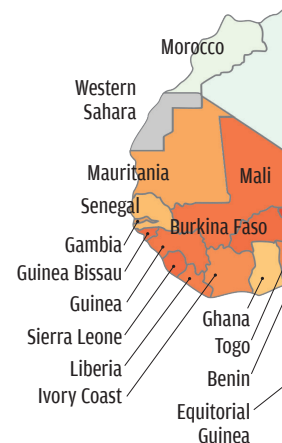 Morocco
Western
Sahara
Mauritania
Mali
Senegal
Burkina Faso
Gambia
Guinea Bissau
Guinea
Sierra Leone
Liberia
Ivory Coast
Ghana
Togo
Benin
Equitorial
Guinea